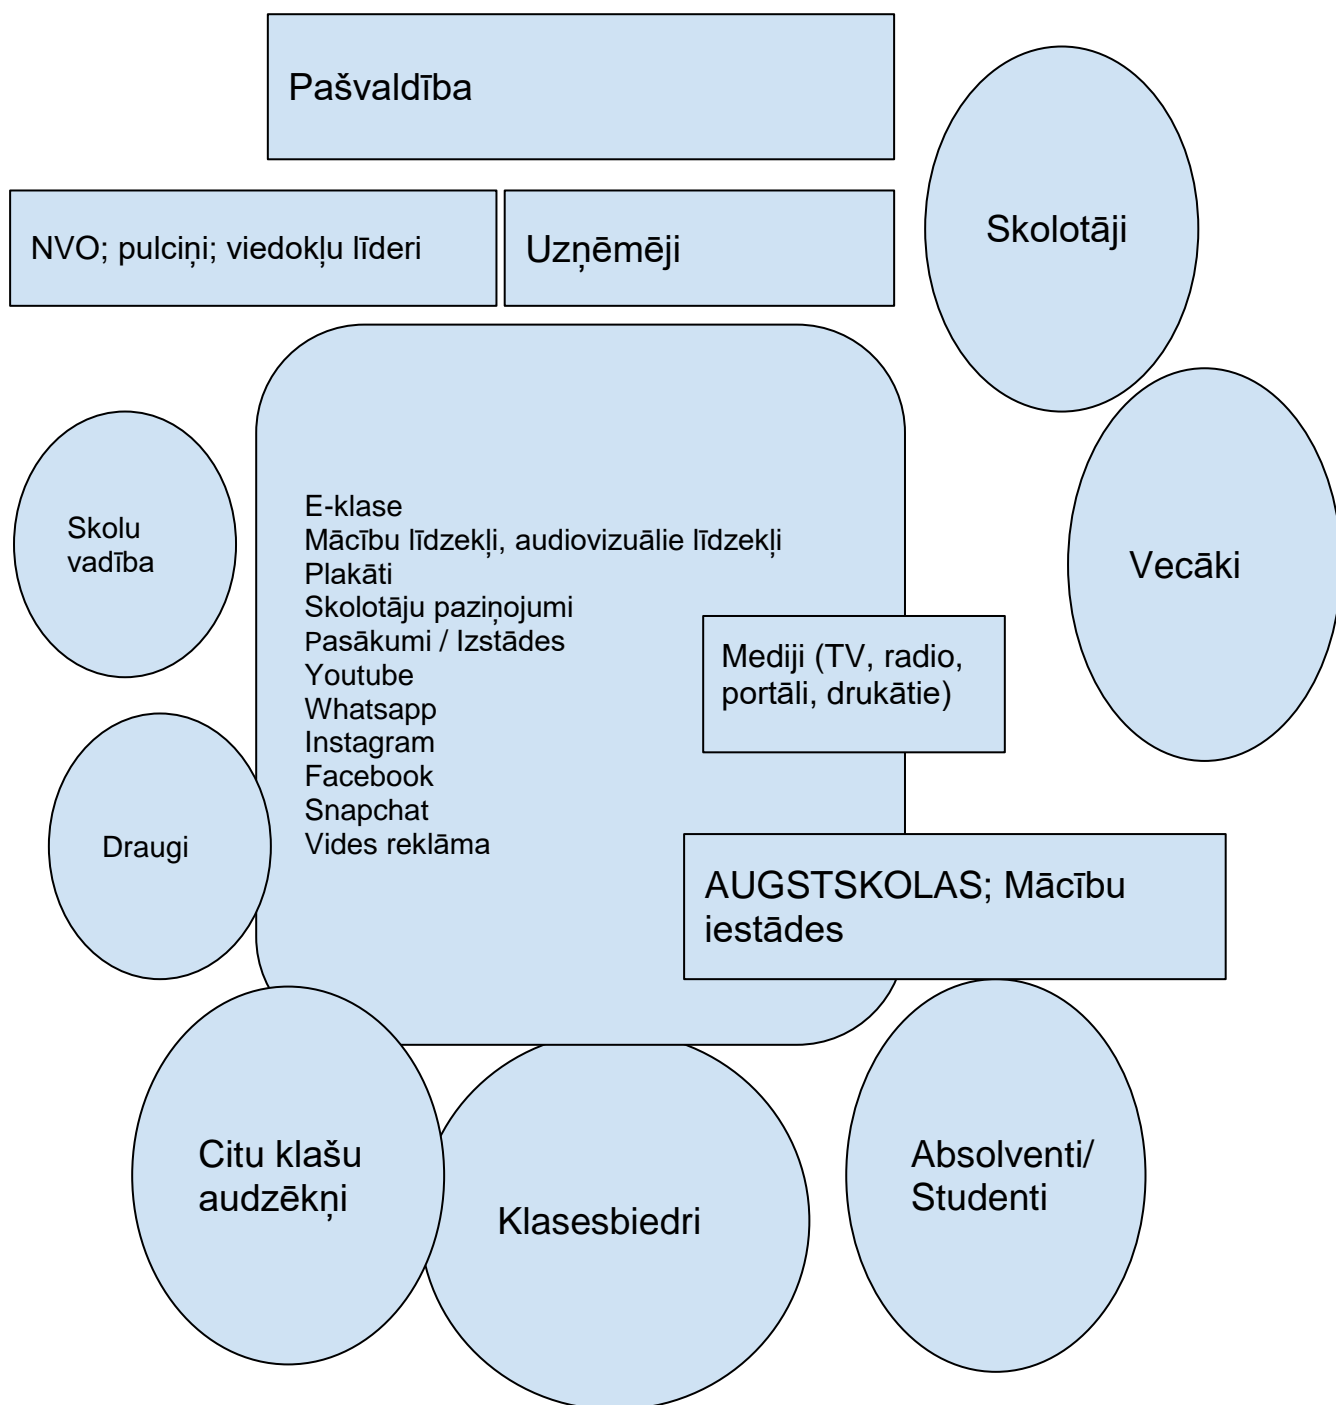 Pašvaldība
NVO; pulciņi; viedokļu līderi
Uzņēmēji
Skolotāji
Skolu
vadība
E-klase
Mācību līdzekļi, audiovizuālie līdzekļi
Plakāti
Skolotāju paziņojumi
Pasākumi / Izstādes
Youtube
Whatsapp
Instagram
Facebook
Snapchat
Vides reklāma
Mediji (TV, radio,
portāli, drukātie)
Vecāki
Draugi
AUGSTSKOLAS; Mācību
iestādes
Citu klašu
audzēkņi
Klasesbiedri
Absolventi/
Studenti